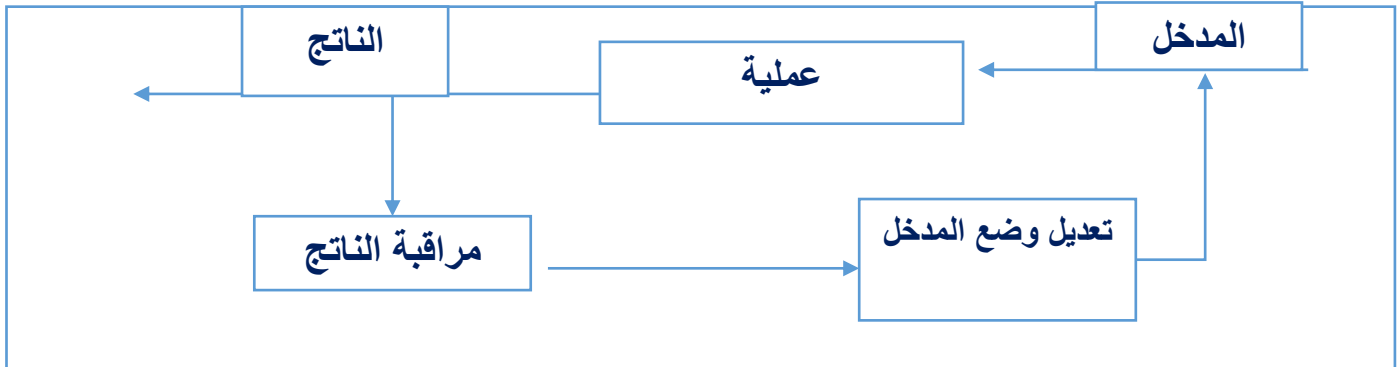 المدخل
عملية
الناتج
تعديل وضع المدخل
مراقبة الناتج